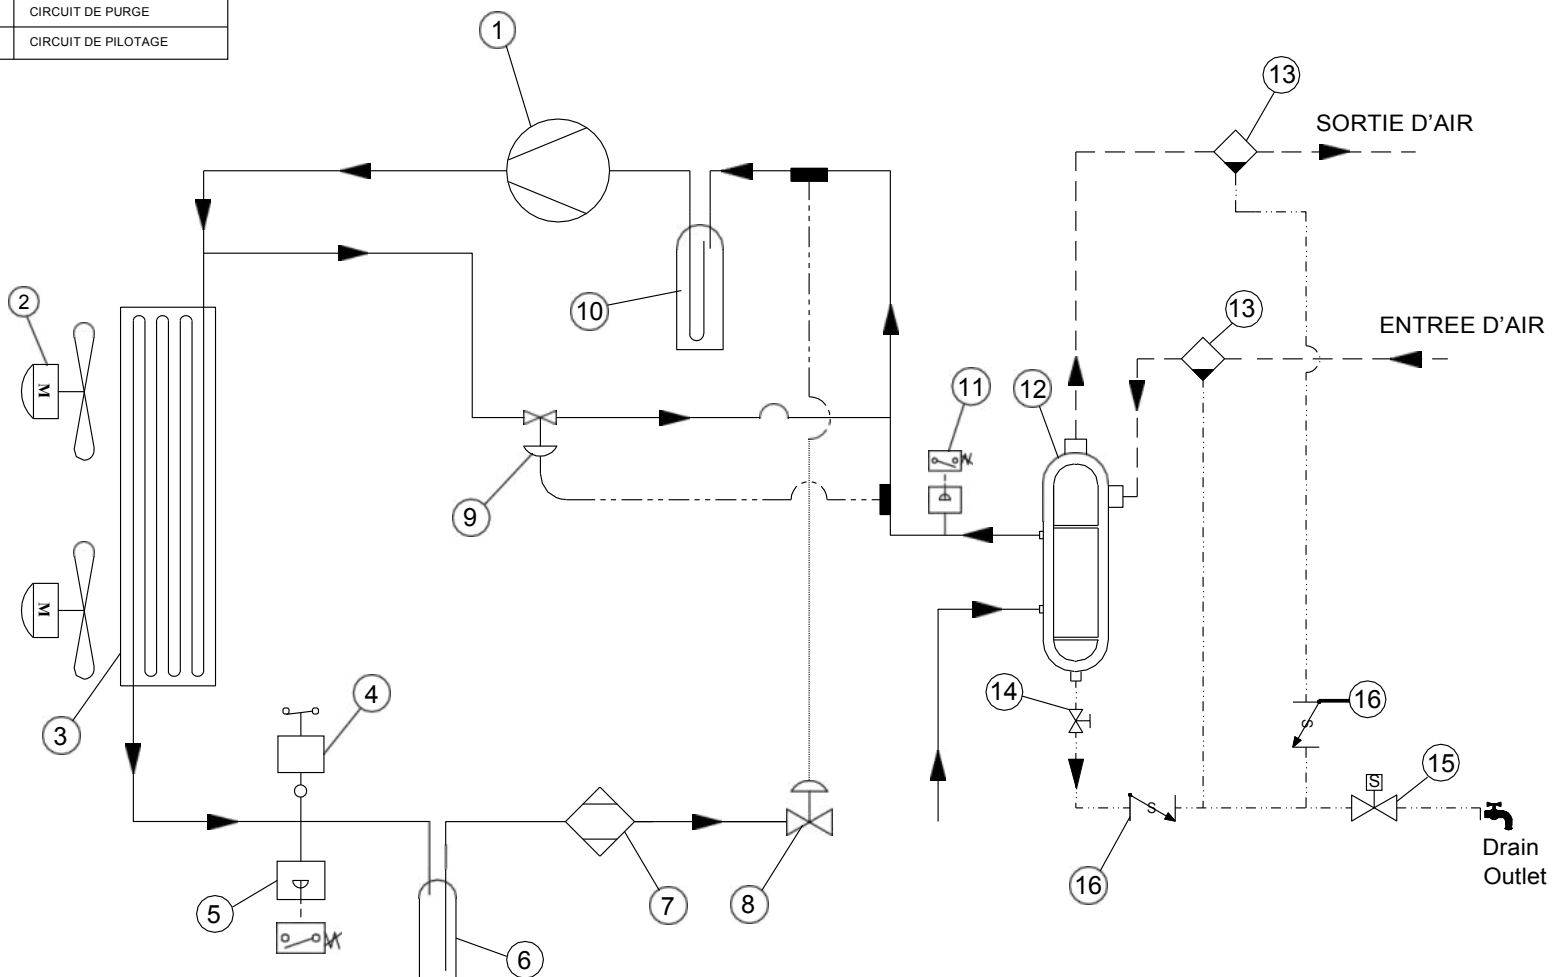 CIRCUIT DE PURGE
CIRCUIT DE PILOTAGE
1
13
SORTIE D'AIR
2
10
13
ENTREE D'AIR
11
12
M
9
M
14
16
3
4
15
S
S
S
16
Drain
Outlet
5
6
7
8